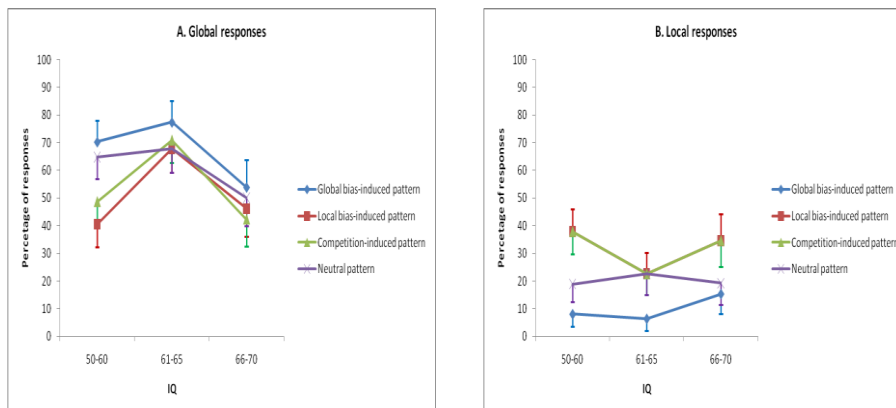 A. Global responses
100
90
80
70
60
50
40
30
20
10
0
Percetage of responses
50-60 61-65 66-70
IQ
Global bias-induced pattern
Local bias-induced pattern
Competition-induced pattern
Neutral pattern
B. Local responses
100
90
80
70
60
50
40
30
20
10
0
Percetage of responses
50-60 61-65 66-70
IQ
Global bias-induced pattern
Local bias-induced pattern
Competition-induced pattern
Neutral pattern